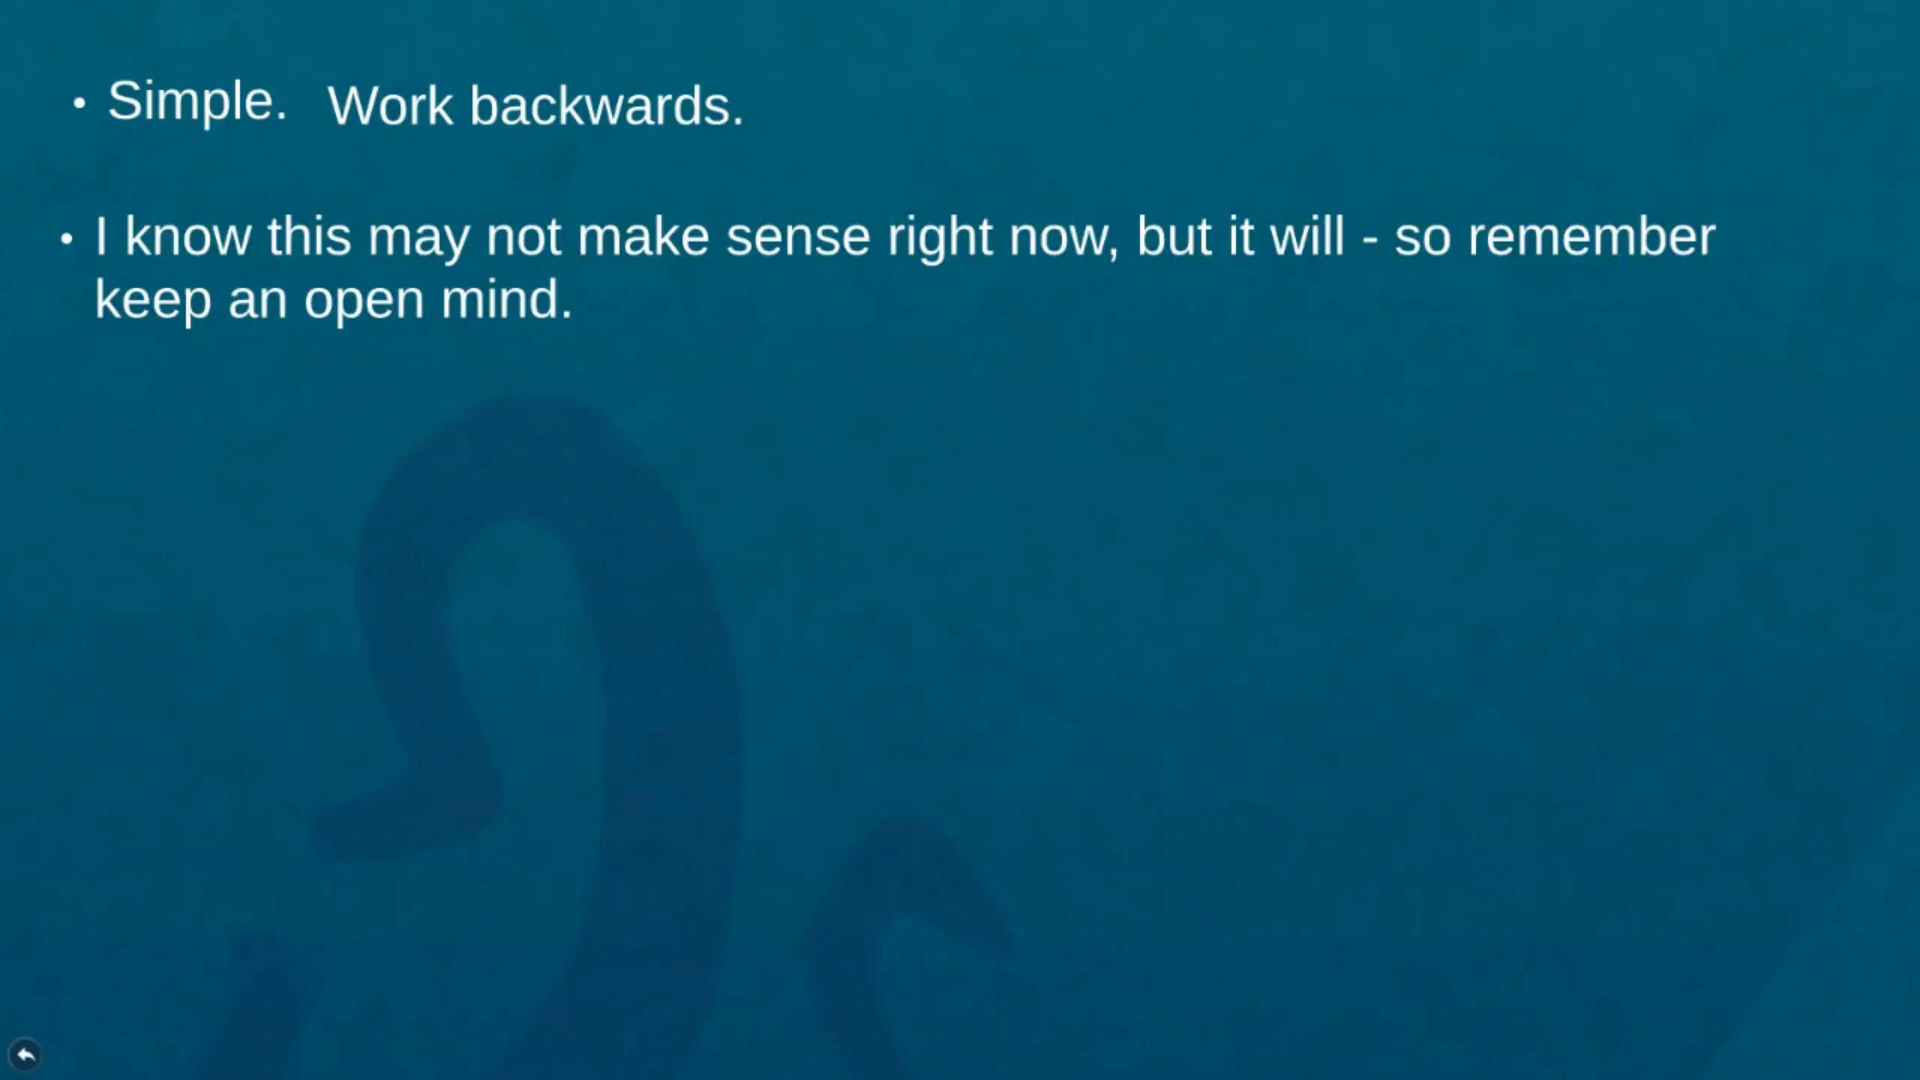 • Simple. Work backwards.
• I know this may not make sense right now, but it will - so remember
keep an open mind.